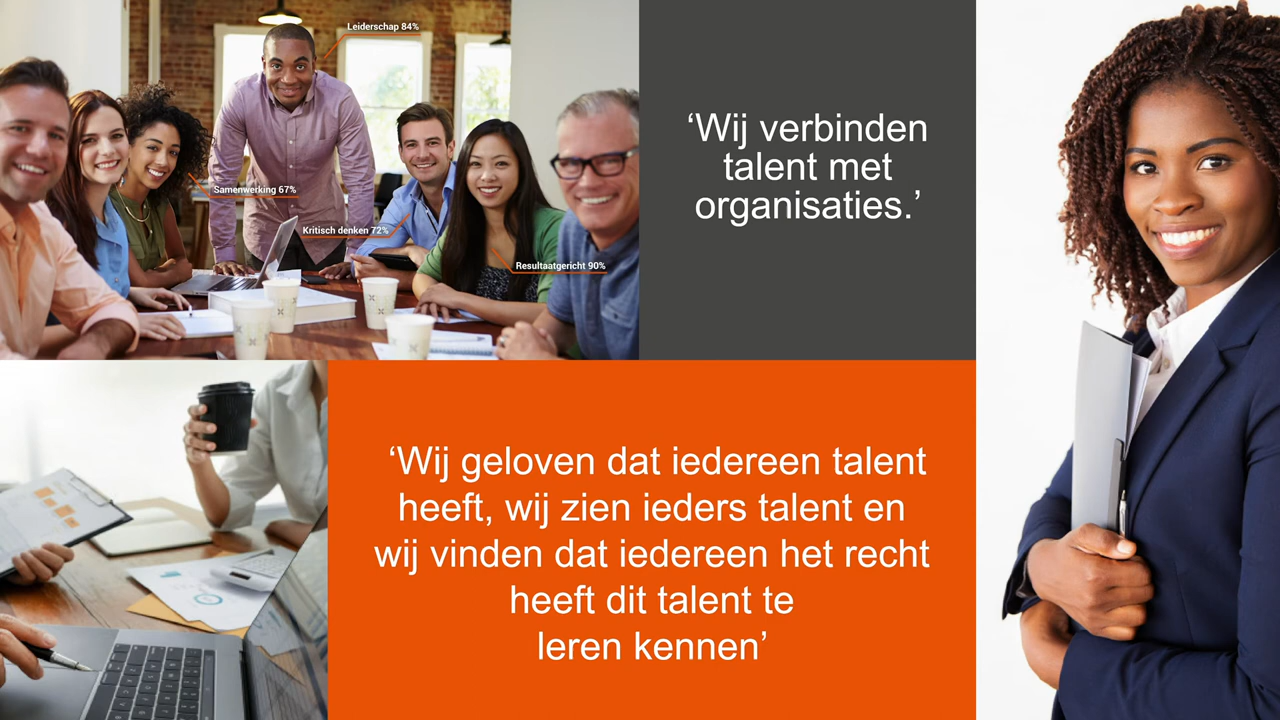 Leiderschap 84%
Samenwerking 67%
Kritisch denken 72%
Resultaatgericht 90%
‘Wij verbinden
talent met
organisaties.’
‘Wij geloven dat iedereen talent
heeft, wij zien ieders talent en
wij vinden dat iedereen het recht
heeft dit talent te
leren kennen’